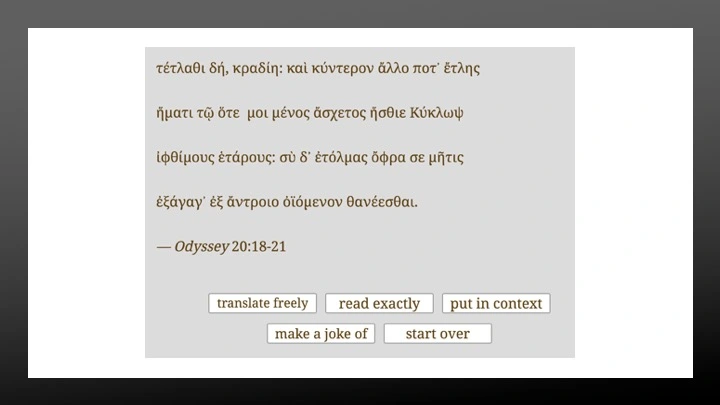 τέτλαθι δή, κραδίη: καὶ κύντερον ἄλλο ποτ᾽ ἔτλης
ἤματι τῷ ὅτε μοι μένος ἄσχετος ἤσθιε Κύκλωψ
ἰφθίμους ἑτάρους: σὺ δ᾽ ἐτόλμας ὄφρα σε μῆτις
ἐξάγαγ᾽ ἐξ ἄντροιο ὀϊόμενον θανέεσθαι.
— Odyssey 20:18-21
translate freely read exactly put in context
make a joke of start over